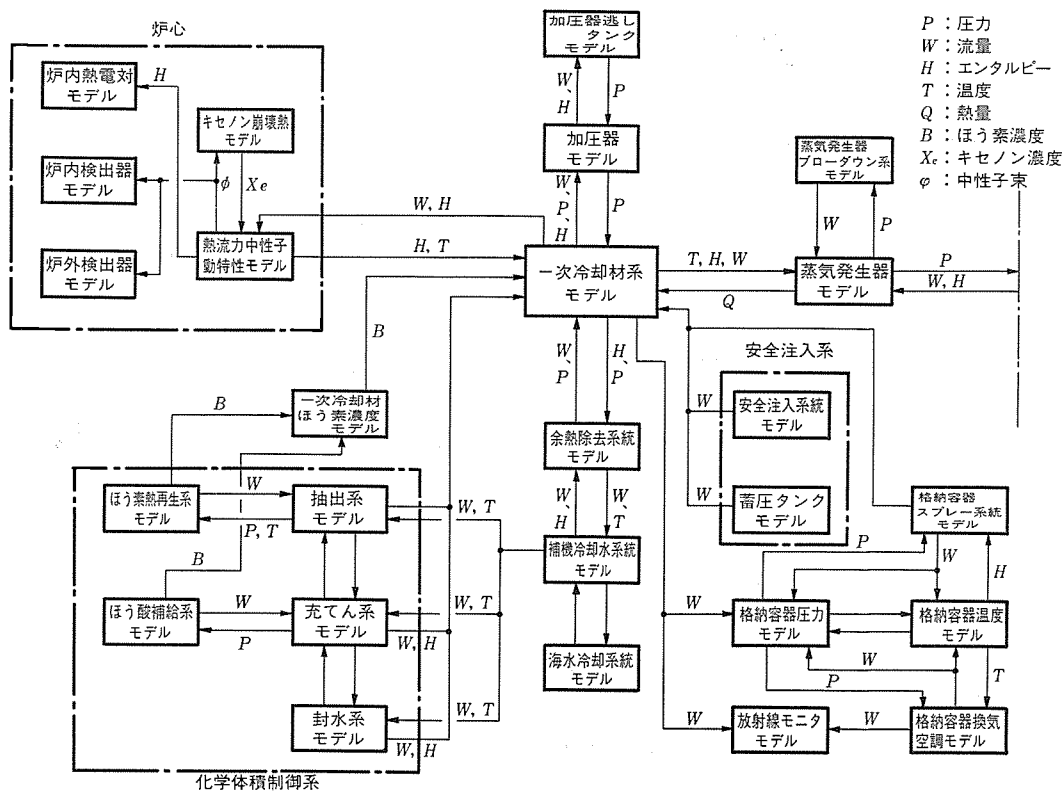 炉心
炉内熱電対
モデル
H
キセノン崩壊熱
モデル
炉内検出器
モデル
φ
Xe
炉外検出器
モデル
熱流力中性子
動特性モデル
W, H
H, T
加圧器逃し
タンク
モデル
W、H
P
加圧器
モデル
W、P、H
P
一次冷却材系
モデル
T, H, W
Q
蒸気発生器
ブローダウン系
モデル
W
P
蒸気発生器
モデル
P
W, H
P:圧力
W:流量
H:エンタルピー
T:温度
Q:熱量
B:ほう素濃度
Xe:キセノン濃度
φ:中性子束
B
一次冷却材
ほう素濃度
モデル
B
W、P
H、P
余熱除去系統
モデル
W、H
W、T
補機冷却水系統
モデル
海水冷却系統
モデル
安全注入系
W
安全注入系統
モデル
W
蓄圧タンク
モデル
ほう素熱再生系
モデル
W
P, T
抽出系
モデル
W, T
B
ほう酸補給系
モデル
W
P
充てん系
モデル
W, T
W, H
封水系
モデル
W, T
W, H
化学体積制御系
格納容器
スプレー系統
モデル
P
W
H
W
格納容器圧力
モデル
格納容器温度
モデル
W
P
T
W
放射線モニタ
モデル
W
格納容器換気
空調モデル